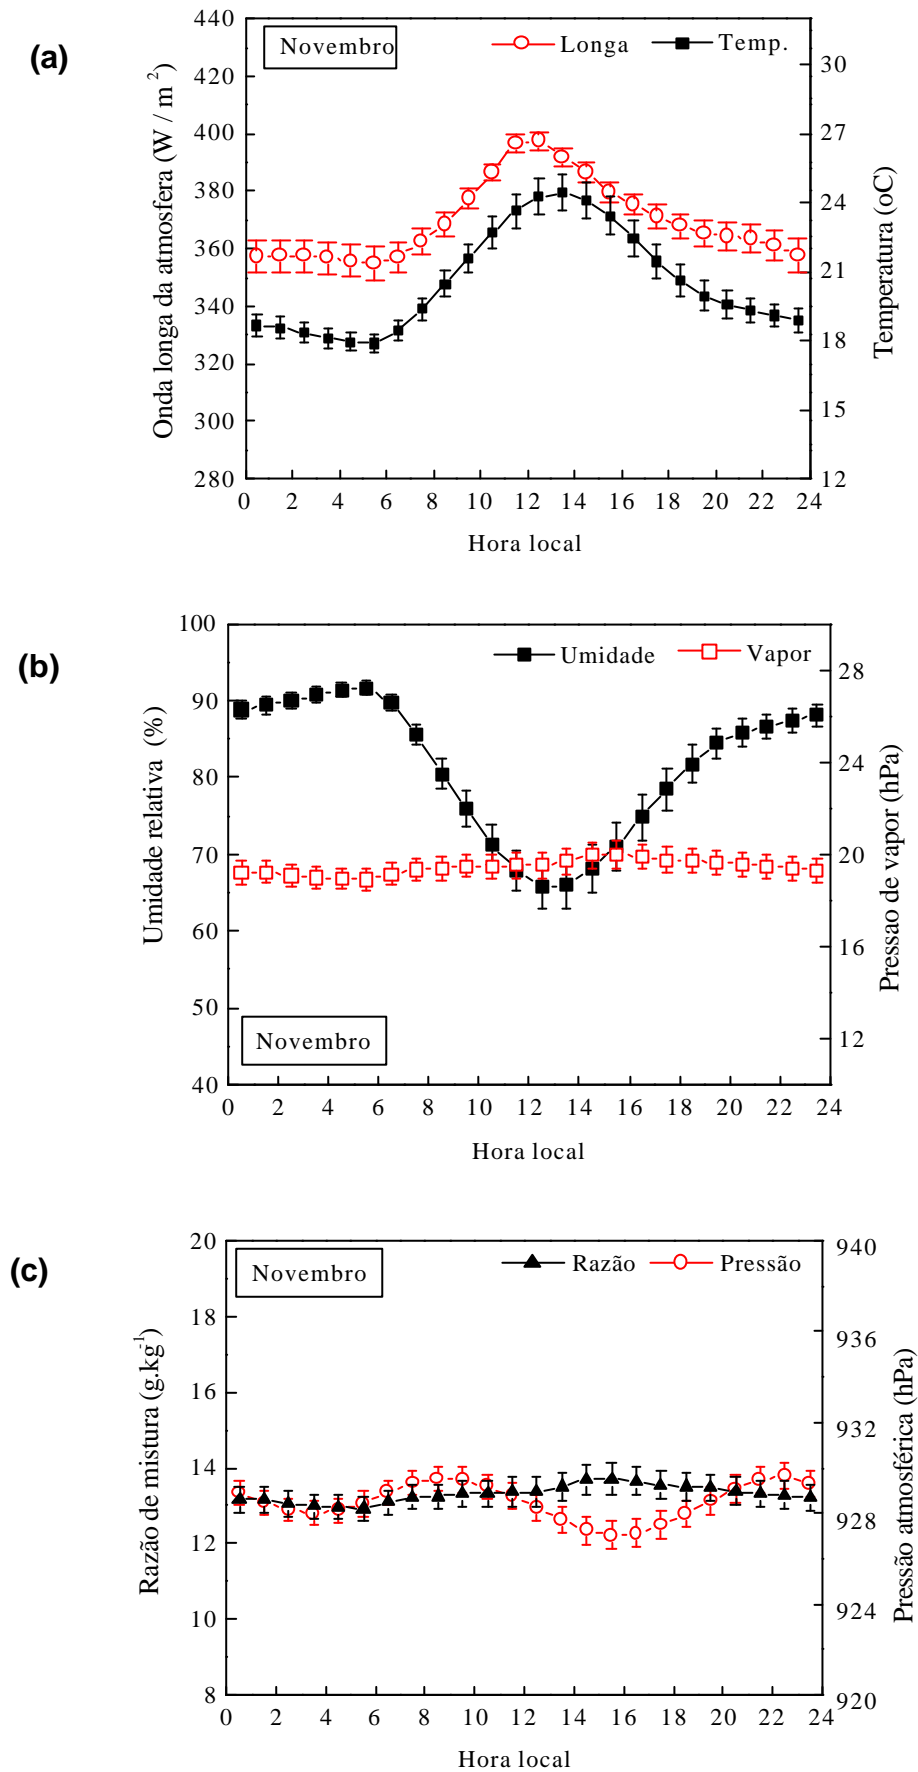 (a)
Novembro
Longa
Temp.
Onda longa da atmosfera (W / m 2)
440
420
400
380
360
340
320
300
280
30
27
24
21
18
15
12
Temperatura (oC)
0 2 4 6 8 10 12 14 16 18 20 22 24
Hora local
(b)
Umidade
Vapor
Umidade relativa (%)
100
90
80
70
60
50
40
28
24
20
16
12
Pressao de vapor (hPa)
Novembro
0 2 4 6 8 10 12 14 16 18 20 22 24
Hora local
(c)
Novembro
Razão
Pressão
Razão de mistura (g.kg-1)
20
18
16
14
12
10
8
940
936
932
928
924
920
Pressão atmosférica (hPa)
0 2 4 6 8 10 12 14 16 18 20 22 24
Hora local